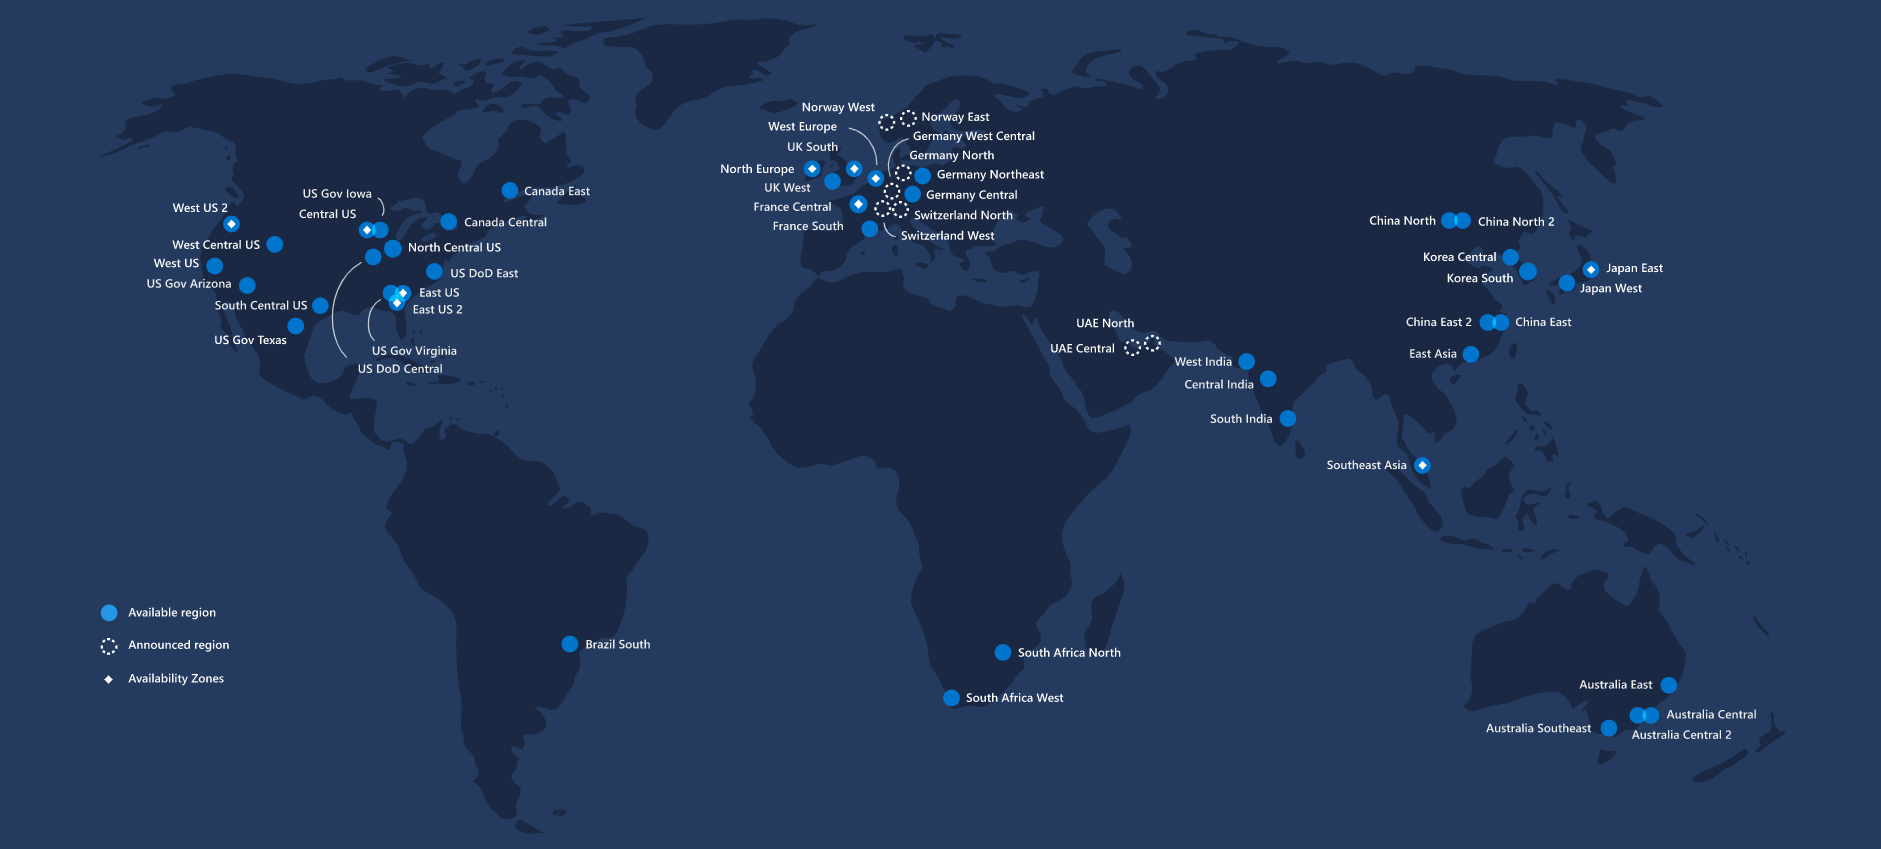 Norway West
Norway East
West Europe
Germany West Central
UK South
Germany North
North Europe
Germany Northeast
UK West
Germany Central
France Central
Switzerland North
France South
Switzerland West
US Gov Iowa
Canada East
West US 2
Central US
Canada Central
West Central US
North Central US
West US
US DoD East
US Gov Arizona
East US
South Central US
East US 2
US Gov Texas
US Gov Virginia
US DoD Central
China North
China North 2
Korea Central
Japan East
Korea South
Japan West
China East 2
China East
East Asia
UAE North
UAE Central
West India
Central India
South India
Southeast Asia
Available region
Announced region
Availability Zones
Brazil South
South Africa North
South Africa West
Australia East
Australia Central
Australia Southeast
Australia Central 2